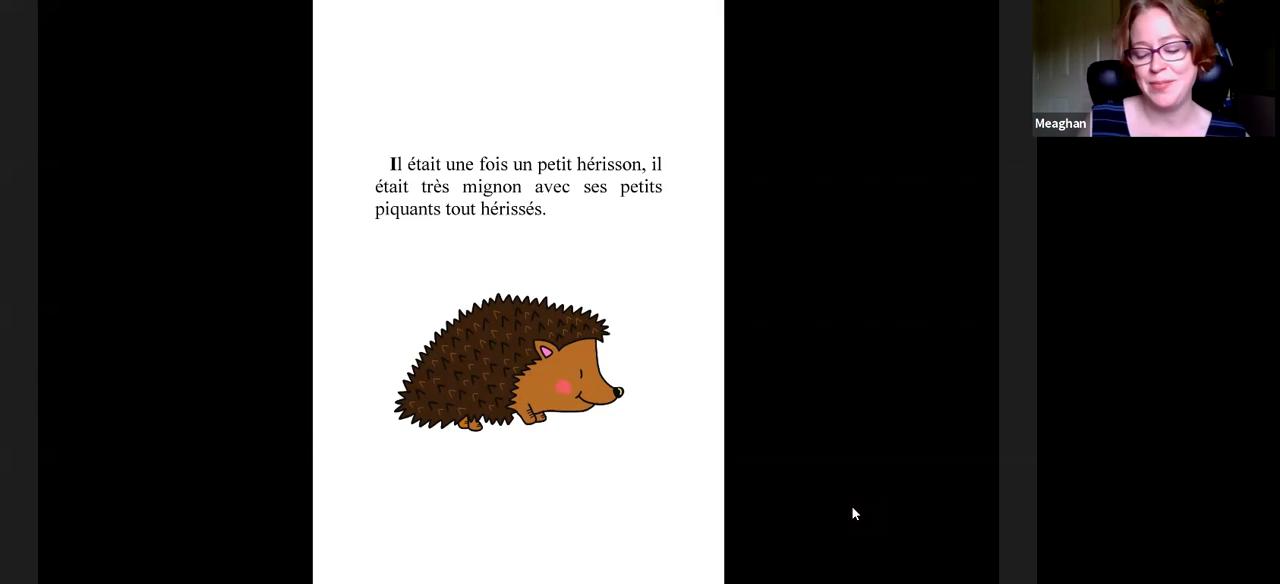 Il était une fois un petit hérisson, il
était très mignon avec ses petits
piquants tout hérissés.
Meaghan